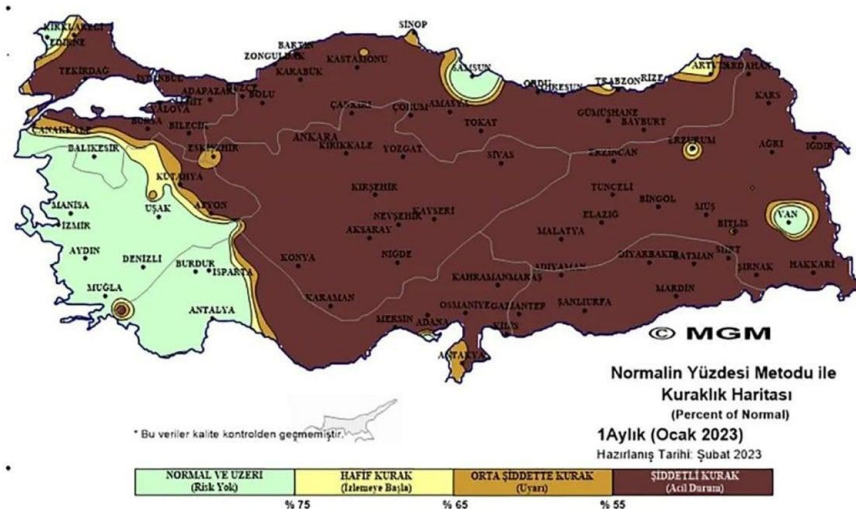 SİNOP
KIRKLARELİ
EDİRNE
BARTIN
ZONGULDAK
KASTAMONU
SAMSUN
KARABÜK
TEKİRDAĞ
ORDU
TRABZON
RİZE
ARTVİN
ARDAHAN
ADAPAZARI
BOLU
YALOVA
ÇANKIRI
ÇORUM
AMASYA
KARS
GÜMÜŞHANE
BURSA
BİLECİK
TOKAT
BAYBURT
ÇANAKKALE
ANKARA
ERZURUM
IĞDIR
BALIKESİR
ESKİŞEHİR
KIRIKKALE
YOZGAT
SİVAS
ERZİNCAN
AĞRI
KÜTAHYA
KIRŞEHİR
TUNCELİ
BİNGÖL
MANİSA
UŞAK
AFYON
NEVŞEHİR
KAYSERİ
ELAZIĞ
MUŞ
VAN
İZMİR
AKSARAY
MALATYA
BİTLİS
AYDIN
DENİZLİ
BURDUR
ISPARTA
KONYA
NİĞDE
ADIYAMAN
DİYARBAKIR
BATMAN
SİİRT
ŞIRNAK
HAKKARİ
MUĞLA
KAHRAMANMARAŞ
MARDİN
ANTALYA
KARAMAN
MERSİN
ADANA
OSMANİYE
GAZİANTEP
ŞANLIURFA
KİLİS
ANTAKYA
© MGM
Normalin Yüzdesi Metodu ile
Kuraklık Haritası
(Percent of Normal)
1Aylık (Ocak 2023)
Hazırlanış Tarihi: Şubat 2023
* Bu veriler kalite kontrolden geçmemiştir.
NORMAL VE ÜZERİ
(Risk Yok)
HAFİF KURAK
(İzlemeye Başla)
ORTA ŞİDDETTE KURAK
(Uyarı)
ŞİDDETLİ KURAK
(Acil Durum)
% 75
% 65
% 55